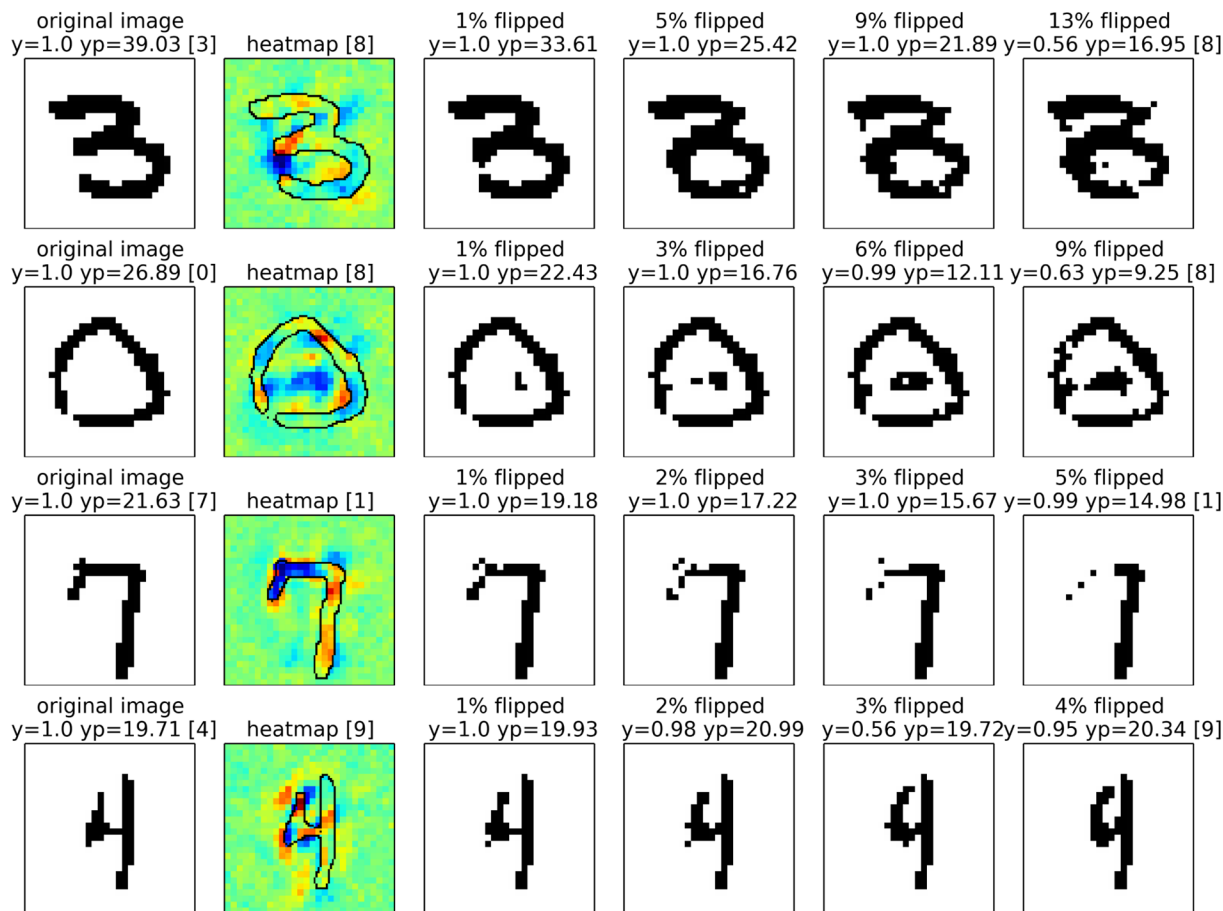 original image 1% flipped 5% flipped 9% flipped 13% flipped
y=1.0 yp=39.03 [3] heatmap [8] y=1.0 yp=33.61 y=1.0 yp=25.42 y=1.0 yp=21.89 y=0.56 yp=16.95 [8]
original image 1% flipped 3% flipped 6% flipped 9% flipped
y=1.0 yp=26.89 [0] heatmap [8] y=1.0 yp=22.43 y=1.0 yp=16.76 y=0.99 yp=12.11 y=0.63 yp=9.25 [8]
original image 1% flipped 2% flipped 3% flipped 5% flipped
y=1.0 yp=21.63 [7] heatmap [1] y=1.0 yp=19.18 y=1.0 yp=17.22 y=1.0 yp=15.67 y=0.99 yp=14.98 [1]
original image 1% flipped 2% flipped 3% flipped 4% flipped
y=1.0 yp=19.71 [4] heatmap [9] y=1.0 yp=19.93 y=0.98 yp=20.99 y=0.56 yp=19.72 y=0.95 yp=20.34 [9]